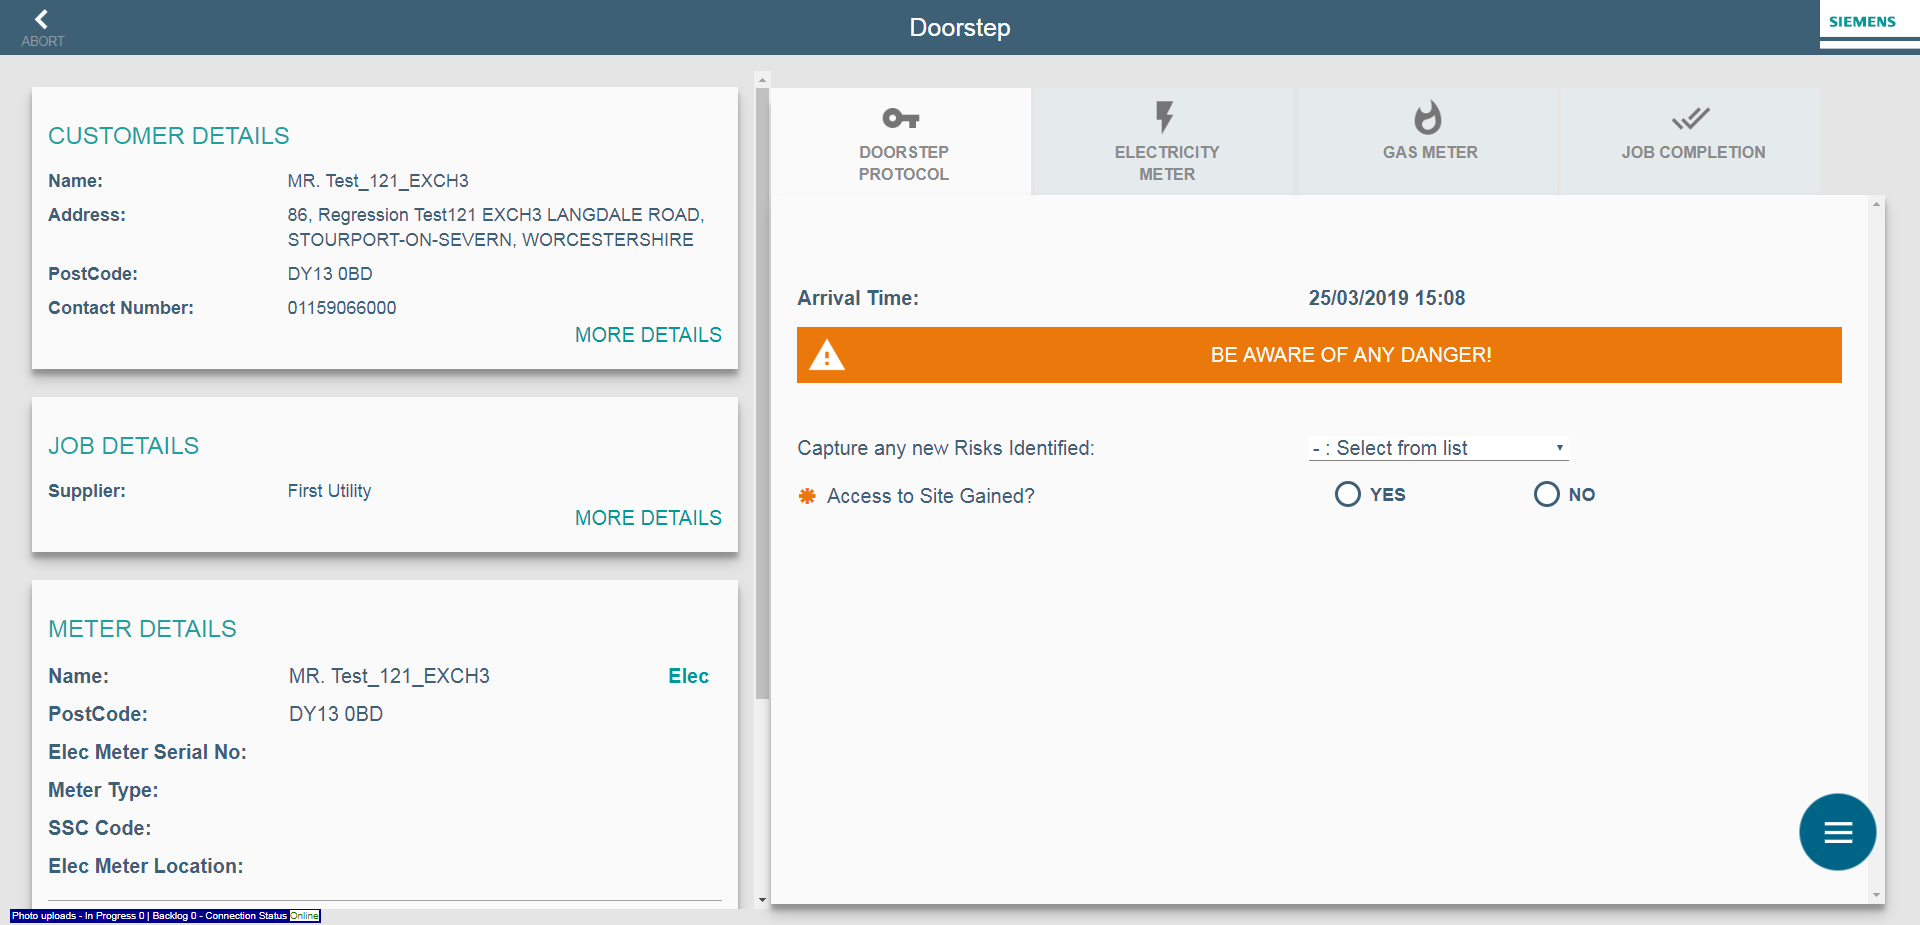 ABORT
Doorstep
SIEMENS
CUSTOMER DETAILS
Name: MR. Test_121_EXCH3
Address: 86, Regression Test121 EXCH3 LANGDALE ROAD,
STOURPORT-ON-SEVERN, WORCESTERSHIRE
PostCode: DY13 0BD
Contact Number: 01159066000
MORE DETAILS
JOB DETAILS
Supplier: First Utility
MORE DETAILS
METER DETAILS
Name: MR. Test_121_EXCH3 Elec
PostCode: DY13 0BD
Elec Meter Serial No:
Meter Type:
SSC Code:
Elec Meter Location:
Photo uploads - In Progress 0 | Backlog 0 - Connection Status Online
DOORSTEP
PROTOCOL
ELECTRICITY
METER
GAS METER
JOB COMPLETION
Arrival Time: 25/03/2019 15:08
BE AWARE OF ANY DANGER!
Capture any new Risks Identified: - : Select from list
Access to Site Gained? YES NO